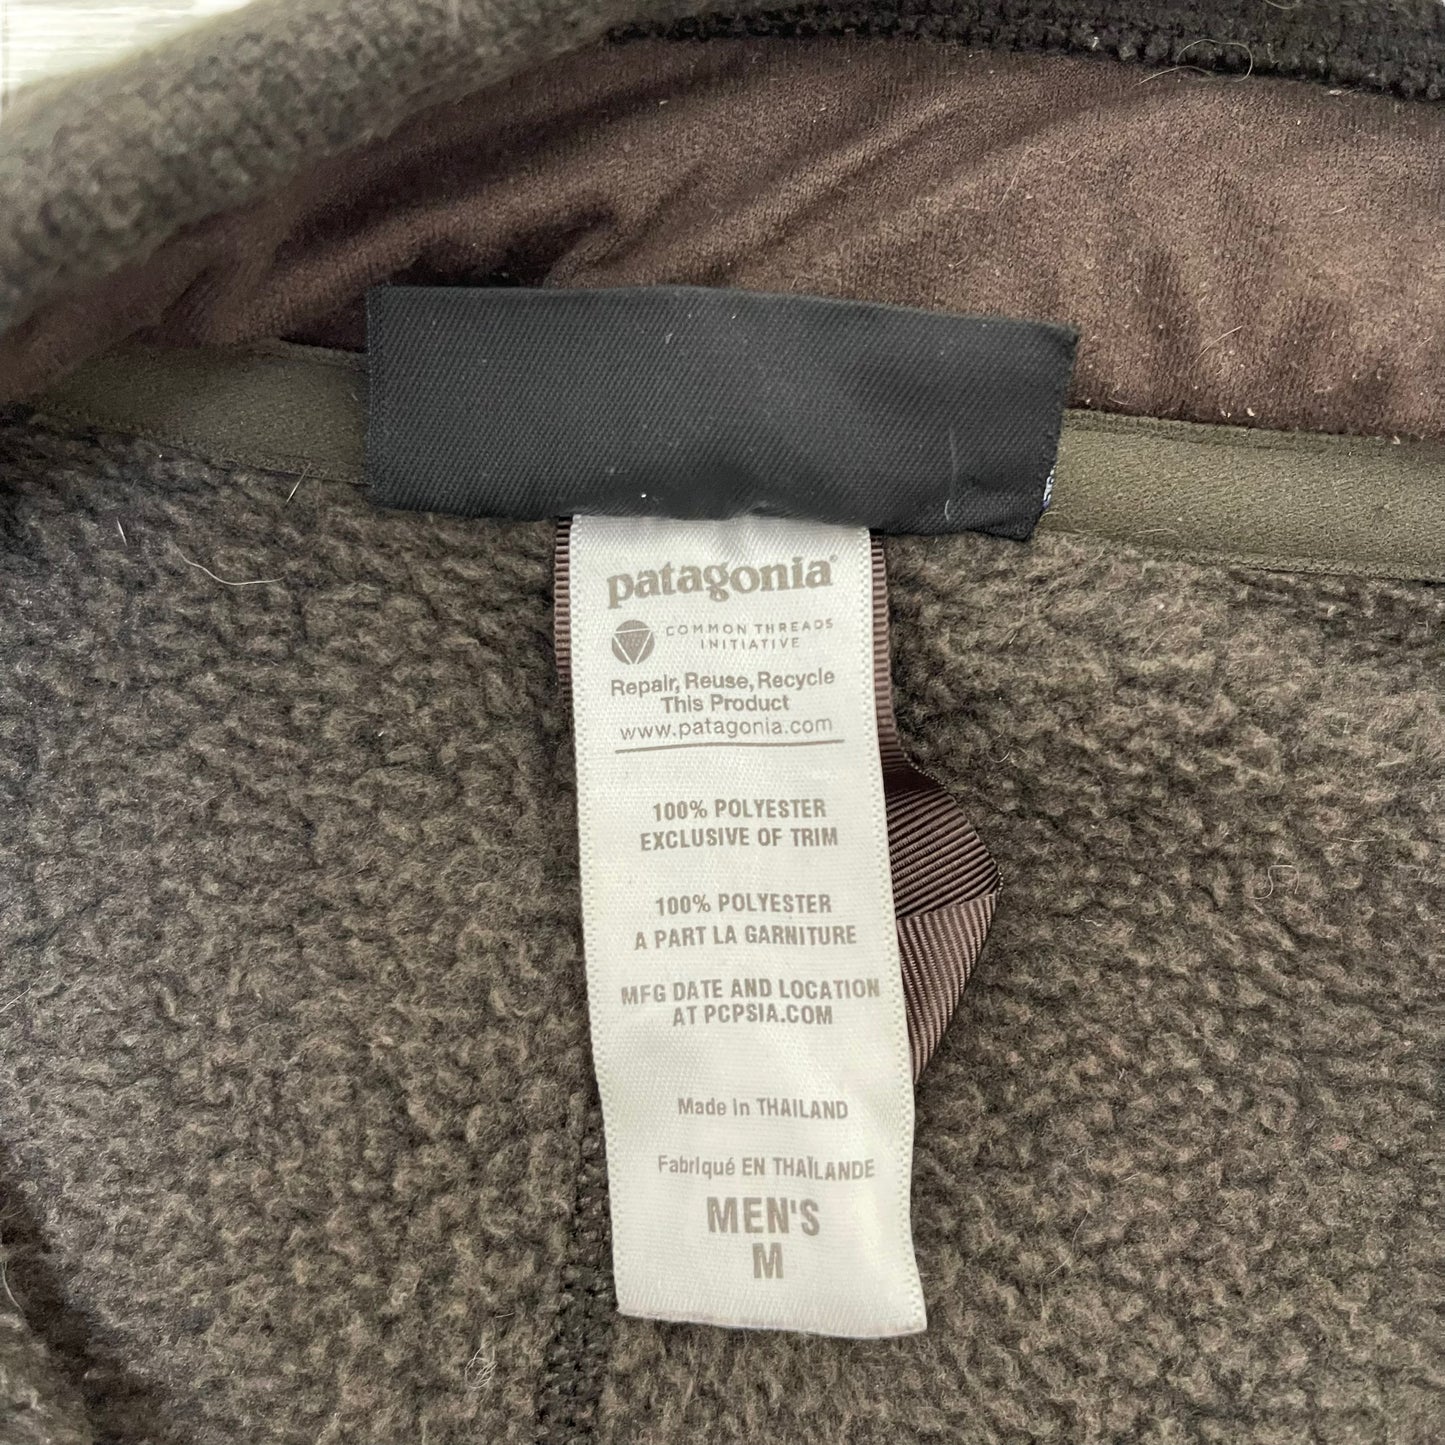 patagonia®
COMMON THREADS
INITIATIVE
Repair, Reuse, Recycle
This Product
www.patagonia.com
100% POLYESTER
EXCLUSIVE OF TRIM
100% POLYESTER
A PART LA GARNITURE
MFG DATE AND LOCATION
AT PCPSIA.COM
Made in THAILAND
Fabriqué EN THAÏLANDE
MEN'S
M